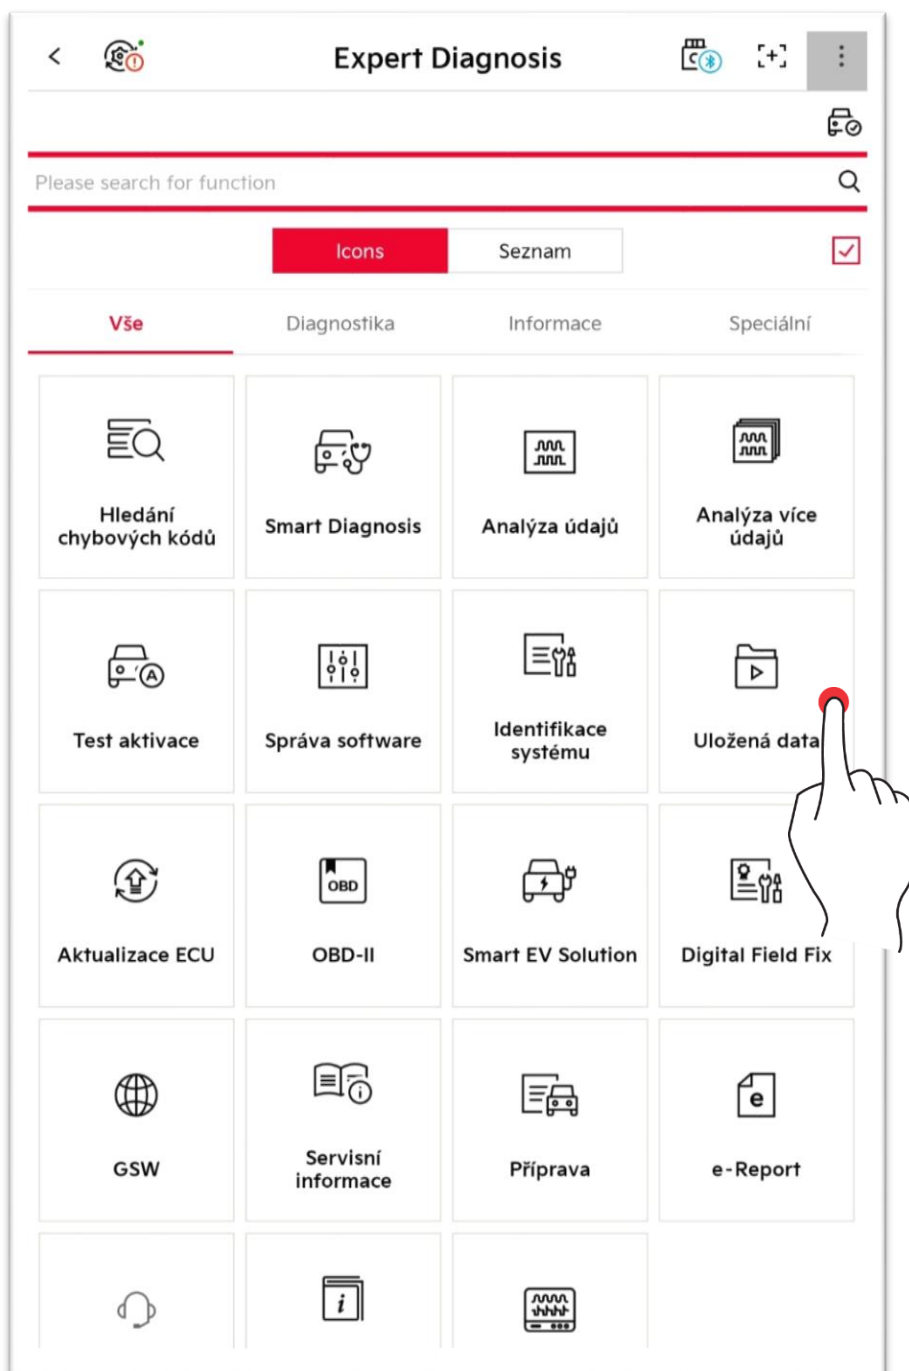 Expert Diagnosis
Please search for function
Icons
Seznam
Vše
Diagnostika
Informace
Speciální
Hledání
chybových kódů
Smart Diagnosis
Analýza údajů
Analýza více
údajů
Test aktivace
Správa software
Identifikace
systému
Uložená data
Aktualizace ECU
OBD
OBD-II
Smart EV Solution
Digital Field Fix
GSW
Servisní
informace
Příprava
e
e-Report
i